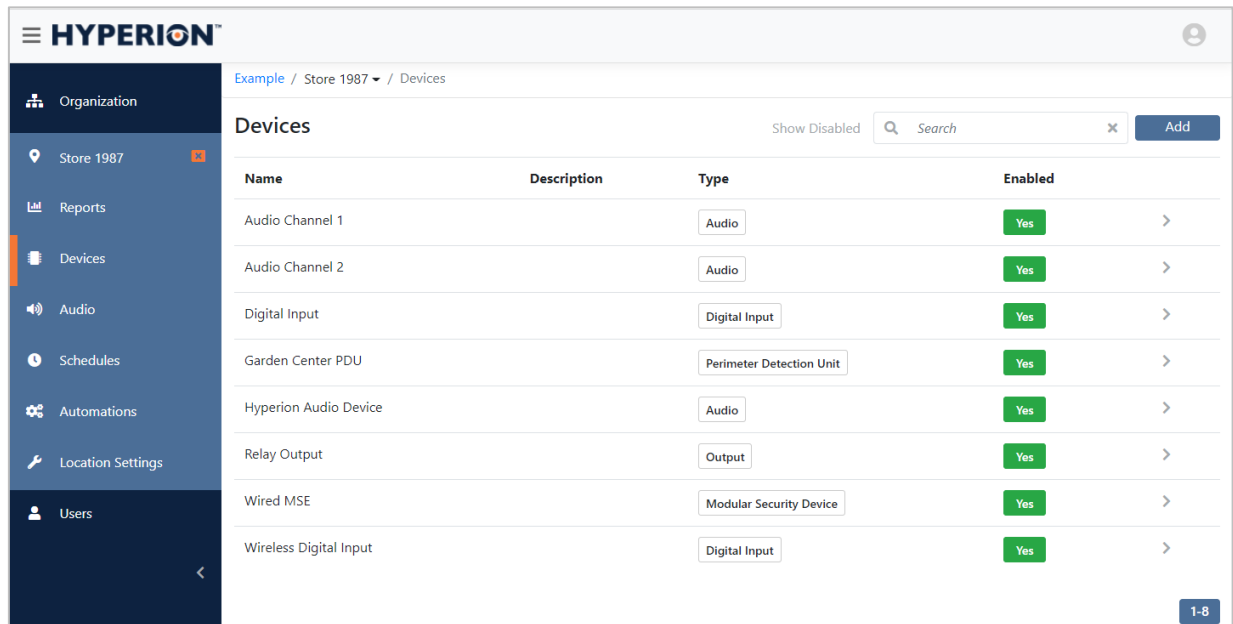 HYPERION™
Example / Store 1987 / Devices
Organization
Store 1987
Reports
Devices
Audio
Schedules
Automations
Location Settings
Users
Devices
Show Disabled Search Add
Name Description Type Enabled
Audio Channel 1 Audio Yes
Audio Channel 2 Audio Yes
Digital Input Digital Input Yes
Garden Center PDU Perimeter Detection Unit Yes
Hyperion Audio Device Audio Yes
Relay Output Output Yes
Wired MSE Modular Security Device Yes
Wireless Digital Input Digital Input Yes
1-8